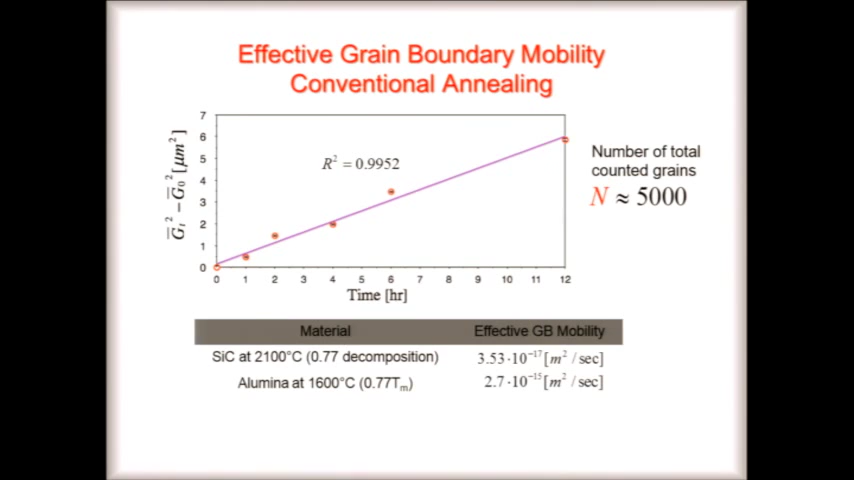 Effective Grain Boundary Mobility
Conventional Annealing
7
6
5
4
3
2
1
0
G̅ₜ² − G̅₀² [μm²]
R² = 0.9952
0 1 2 3 4 5 6 7 8 9 10 11 12
Time [hr]
Number of total
counted grains
N ≈ 5000
Material Effective GB Mobility
SiC at 2100°C (0.77 decomposition) 3.53·10⁻¹⁷[m² / sec]
Alumina at 1600°C (0.77Tₘ) 2.7·10⁻¹⁵[m² / sec]